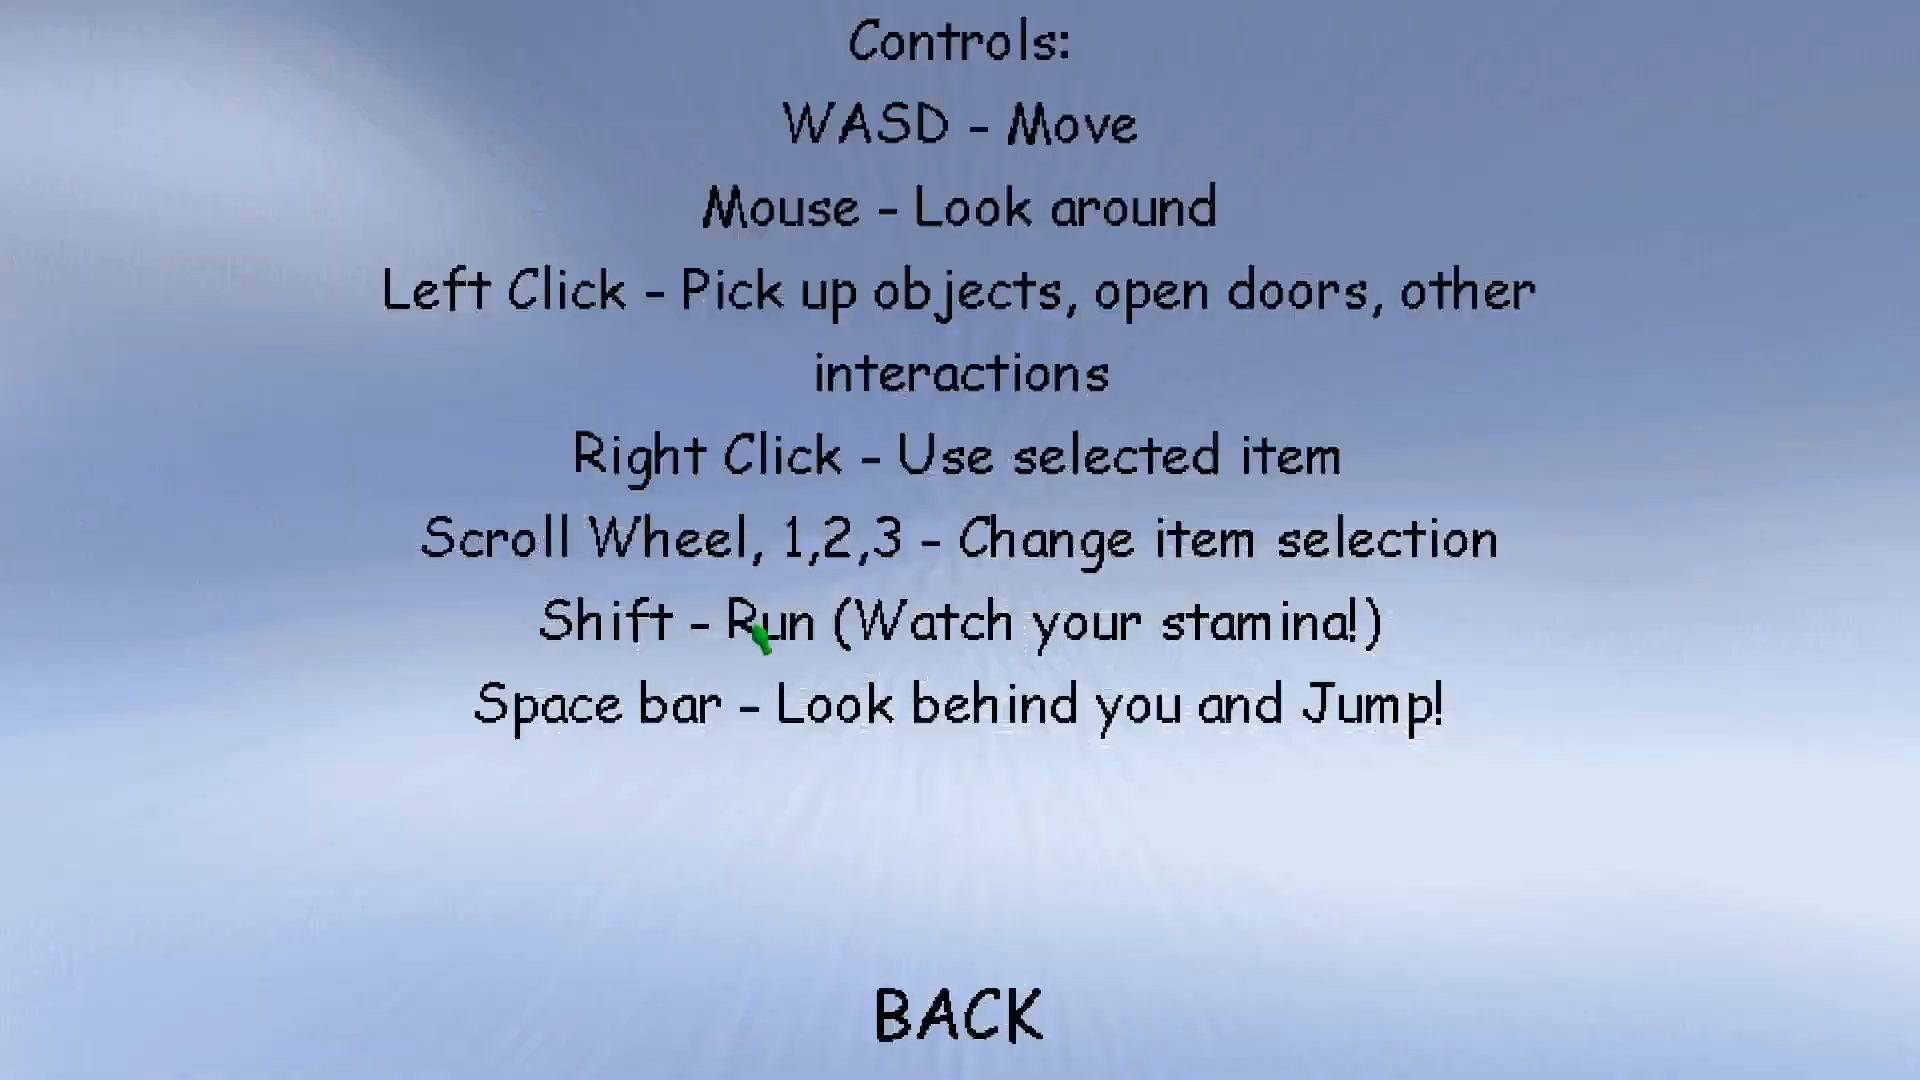 Controls:
WASD - Move
Mouse - Look around
Left Click - Pick up objects, open doors, other
interactions
Right Click - Use selected item
Scroll Wheel, 1,2,3 - Change item selection
Shift - Run (Watch your stamina!)
Space bar - Look behind you and Jump!
BACK